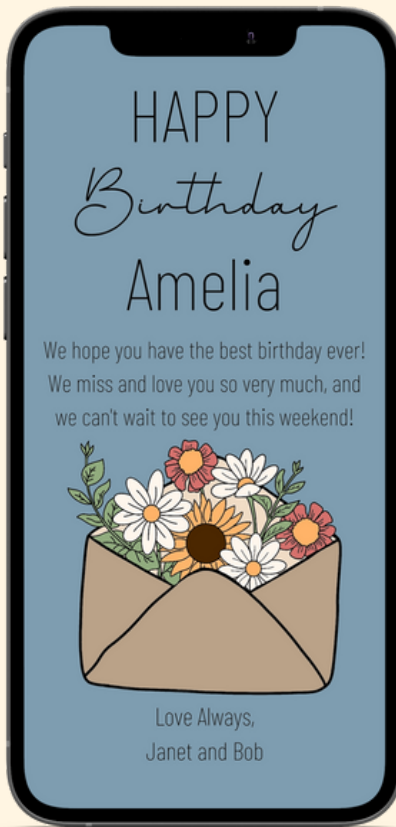 HAPPY
Birthday
Amelia
We hope you have the best birthday ever!
We miss and love you so very much, and
we can't wait to see you this weekend!
Love Always,
Janet and Bob